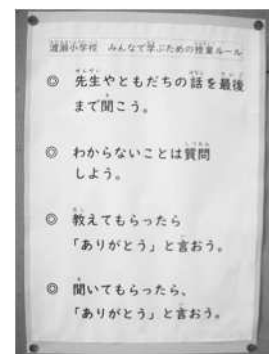 渡瀬小学校 みんなで学ぶための授業ルール
◎ 先生やともだちの話を最後
まで聞こう。
◎ わからないことは質問
しよう。
◎ 教えてもらったら
「ありがとう」と言おう。
◎ 聞いてもらったら、
「ありがとう」と言おう。